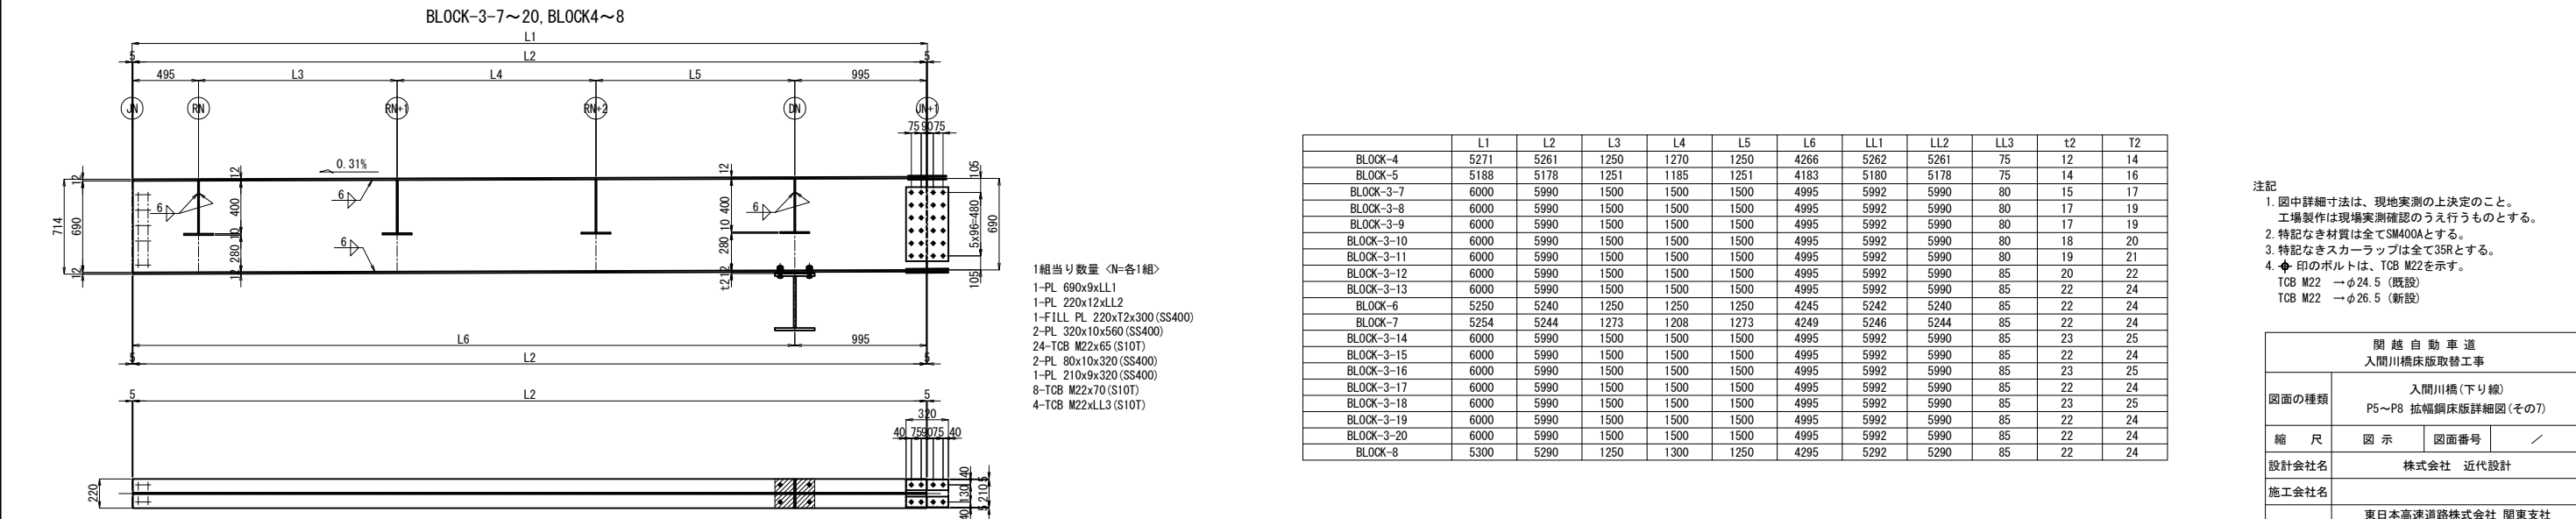 BLOCK-3-7～20, BLOCK4～8
L1
5 L2 5
495 L3 L4 L5 995
JN RN RN+1 RN+2 DN JN+1
75 90 75
0.31%
12 12 12 105
714 690 6 400 10 280 6 6 400 10 280 5x96=480 690
12 12 6 t2 12 105
L6 995
5 L2 5
5 L2 5
320
40 75 90 75 40
220 40 130 40 5 210 5
1組当り数量 <N=各1組>
1-PL 690x9xLL1
1-PL 220x12xLL2
1-FILL PL 220xT2x300(SS400)
2-PL 320x10x560(SS400)
24-TCB M22x65(S10T)
2-PL 80x10x320(SS400)
1-PL 210x9x320(SS400)
8-TCB M22x70(S10T)
4-TCB M22xLL3(S10T)
L1 L2 L3 L4 L5 L6 LL1 LL2 LL3 t2 T2
BLOCK-4 5271 5261 1250 1270 1250 4266 5262 5261 75 12 14
BLOCK-5 5188 5178 1251 1185 1251 4183 5180 5178 75 14 16
BLOCK-3-7 6000 5990 1500 1500 1500 4995 5992 5990 80 15 17
BLOCK-3-8 6000 5990 1500 1500 1500 4995 5992 5990 80 17 19
BLOCK-3-9 6000 5990 1500 1500 1500 4995 5992 5990 80 17 19
BLOCK-3-10 6000 5990 1500 1500 1500 4995 5992 5990 80 18 20
BLOCK-3-11 6000 5990 1500 1500 1500 4995 5992 5990 80 19 21
BLOCK-3-12 6000 5990 1500 1500 1500 4995 5992 5990 85 20 22
BLOCK-3-13 6000 5990 1500 1500 1500 4995 5992 5990 85 22 24
BLOCK-6 5250 5240 1250 1250 1250 4245 5242 5240 85 22 24
BLOCK-7 5254 5244 1273 1208 1273 4249 5246 5244 85 22 24
BLOCK-3-14 6000 5990 1500 1500 1500 4995 5992 5990 85 23 25
BLOCK-3-15 6000 5990 1500 1500 1500 4995 5992 5990 85 22 24
BLOCK-3-16 6000 5990 1500 1500 1500 4995 5992 5990 85 23 25
BLOCK-3-17 6000 5990 1500 1500 1500 4995 5992 5990 85 22 24
BLOCK-3-18 6000 5990 1500 1500 1500 4995 5992 5990 85 23 25
BLOCK-3-19 6000 5990 1500 1500 1500 4995 5992 5990 85 22 24
BLOCK-3-20 6000 5990 1500 1500 1500 4995 5992 5990 85 22 24
BLOCK-8 5300 5290 1250 1300 1250 4295 5292 5290 85 22 24
注記
1. 図中詳細寸法は、現地実測の上決定のこと。
工場製作は現場実測確認のうえ行うものとする。
2. 特記なき材質は全てSM400Aとする。
3. 特記なきスカーラップは全て35Rとする。
4. 印のボルトは、TCB M22を示す。
TCB M22 →φ24.5 (既設)
TCB M22 →φ26.5 (新設)
関越自動車道
入間川橋床版取替工事
図面の種類 入間川橋(下り線)
P5～P8 拡幅鋼床版詳細図(その7)
縮 尺 図 示 図面番号 ／
設計会社名 株式会社 近代設計
施工会社名
東日本高速道路株式会社 関東支社